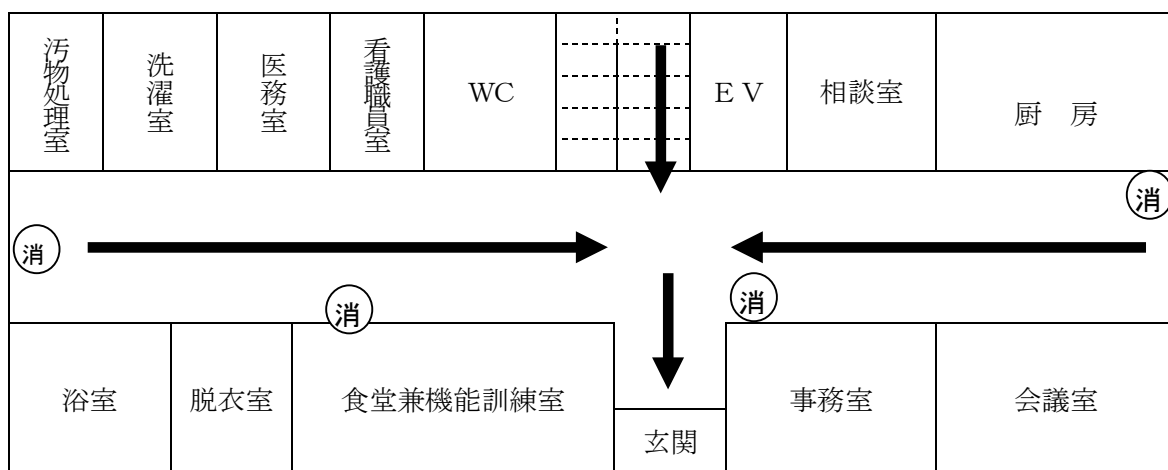 汚物処理室
洗濯室
医務室
看護職員室
WC
ＥＶ
相談室
厨　房
消
消
消
消
浴室
脱衣室
食堂兼機能訓練室
玄関
事務室
会議室